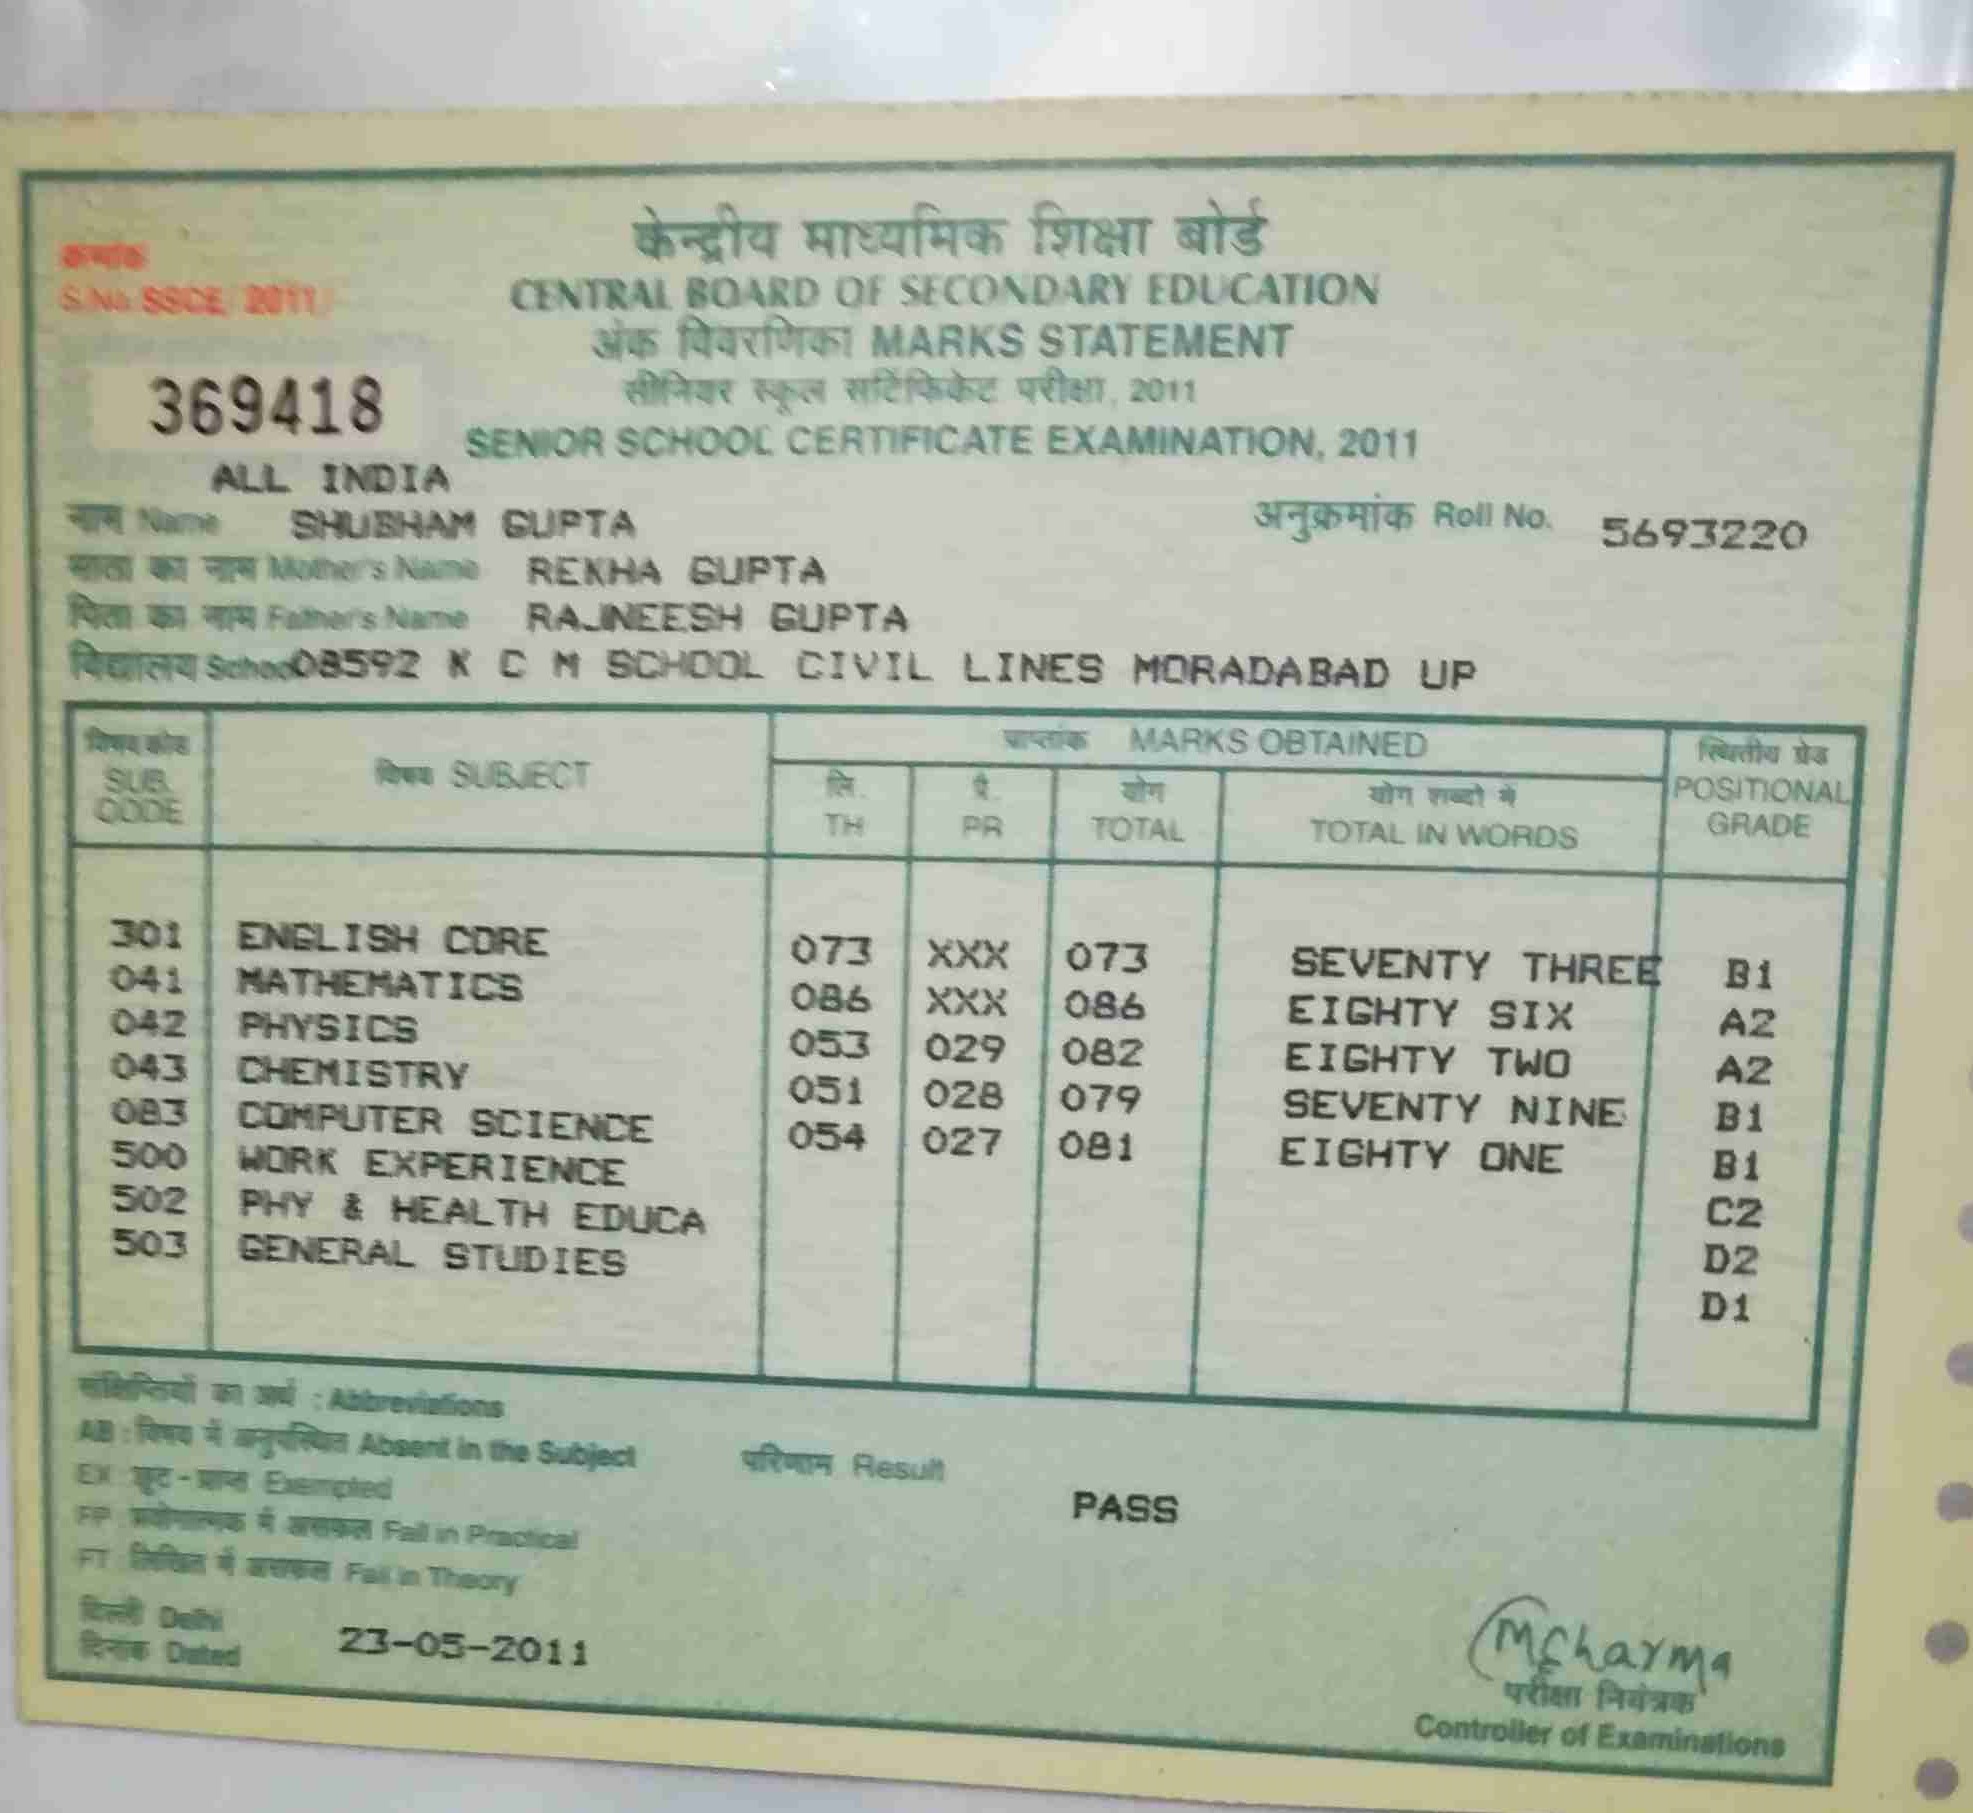 केन्द्रीय माध्यमिक शिक्षा बोर्ड
क्रमांक
CENTRAL BOARD OF SECONDARY EDUCATION
S.No. SSCE/ 2011/
अंक विवरणिका MARKS STATEMENT
369418
सीनियर स्कूल सर्टिफिकेट परीक्षा, 2011
SENIOR SCHOOL CERTIFICATE EXAMINATION, 2011
ALL INDIA
नाम Name SHUBHAM GUPTA अनुक्रमांक Roll No. 5693220
माता का नाम Mother's Name REKHA GUPTA
पिता का नाम Father's Name RAJNEESH GUPTA
विद्यालय School 08592 K C M SCHOOL CIVIL LINES MORADABAD UP
विषय कोड SUB. CODE विषय SUBJECT प्राप्तांक MARKS OBTAINED स्थितीय ग्रेड POSITIONAL GRADE
लि. TH प्रै. PR योग TOTAL योग शब्दो मे TOTAL IN WORDS
301 ENGLISH CORE 073 XXX 073 SEVENTY THREE B1
041 MATHEMATICS 086 XXX 086 EIGHTY SIX A2
042 PHYSICS 053 029 082 EIGHTY TWO A2
043 CHEMISTRY 051 028 079 SEVENTY NINE B1
083 COMPUTER SCIENCE 054 027 081 EIGHTY ONE B1
500 WORK EXPERIENCE C2
502 PHY & HEALTH EDUCA D2
503 GENERAL STUDIES D1
संक्षिप्तियों का अर्थ : Abbreviations
AB : विषय में अनुपस्थित Absent in the Subject परिणाम Result
EX : छूट - प्राप्त Exempted PASS
FP : प्रयोगात्मक में असफल Fail in Practical
FT : लिखित में असफल Fail in Theory
दिल्ली Delhi
दिनांक Dated 23-05-2011
MSharma
परीक्षा नियंत्रक
Controller of Examinations